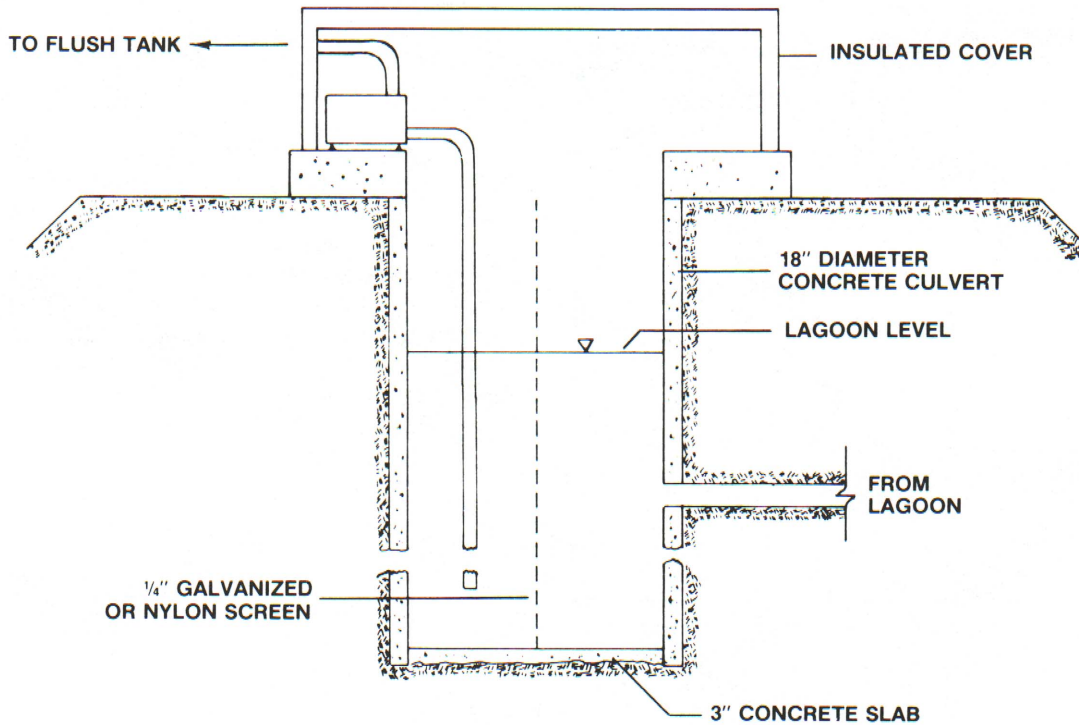 TO FLUSH TANK
INSULATED COVER
18" DIAMETER
CONCRETE CULVERT
LAGOON LEVEL
FROM
LAGOON
1/4" GALVANIZED
OR NYLON SCREEN
3" CONCRETE SLAB